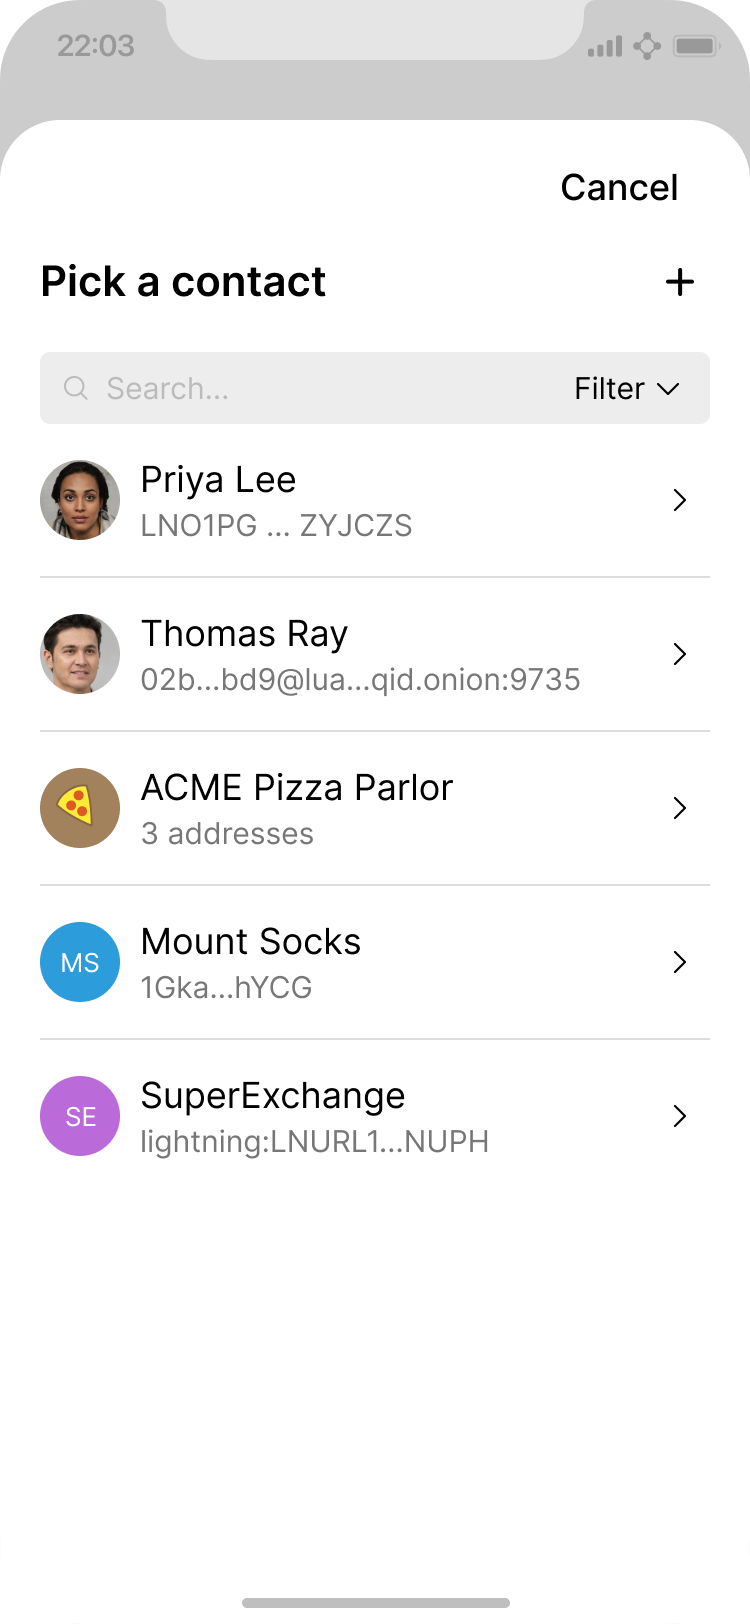 22:03
Cancel
Pick a contact
Search...
Filter
Priya Lee
LNO1PG ... ZYJCZS
Thomas Ray
02b...bd9@lua...qid.onion:9735
ACME Pizza Parlor
3 addresses
MS
Mount Socks
1Gka...hYCG
SE
SuperExchange
lightning:LNURL1...NUPH